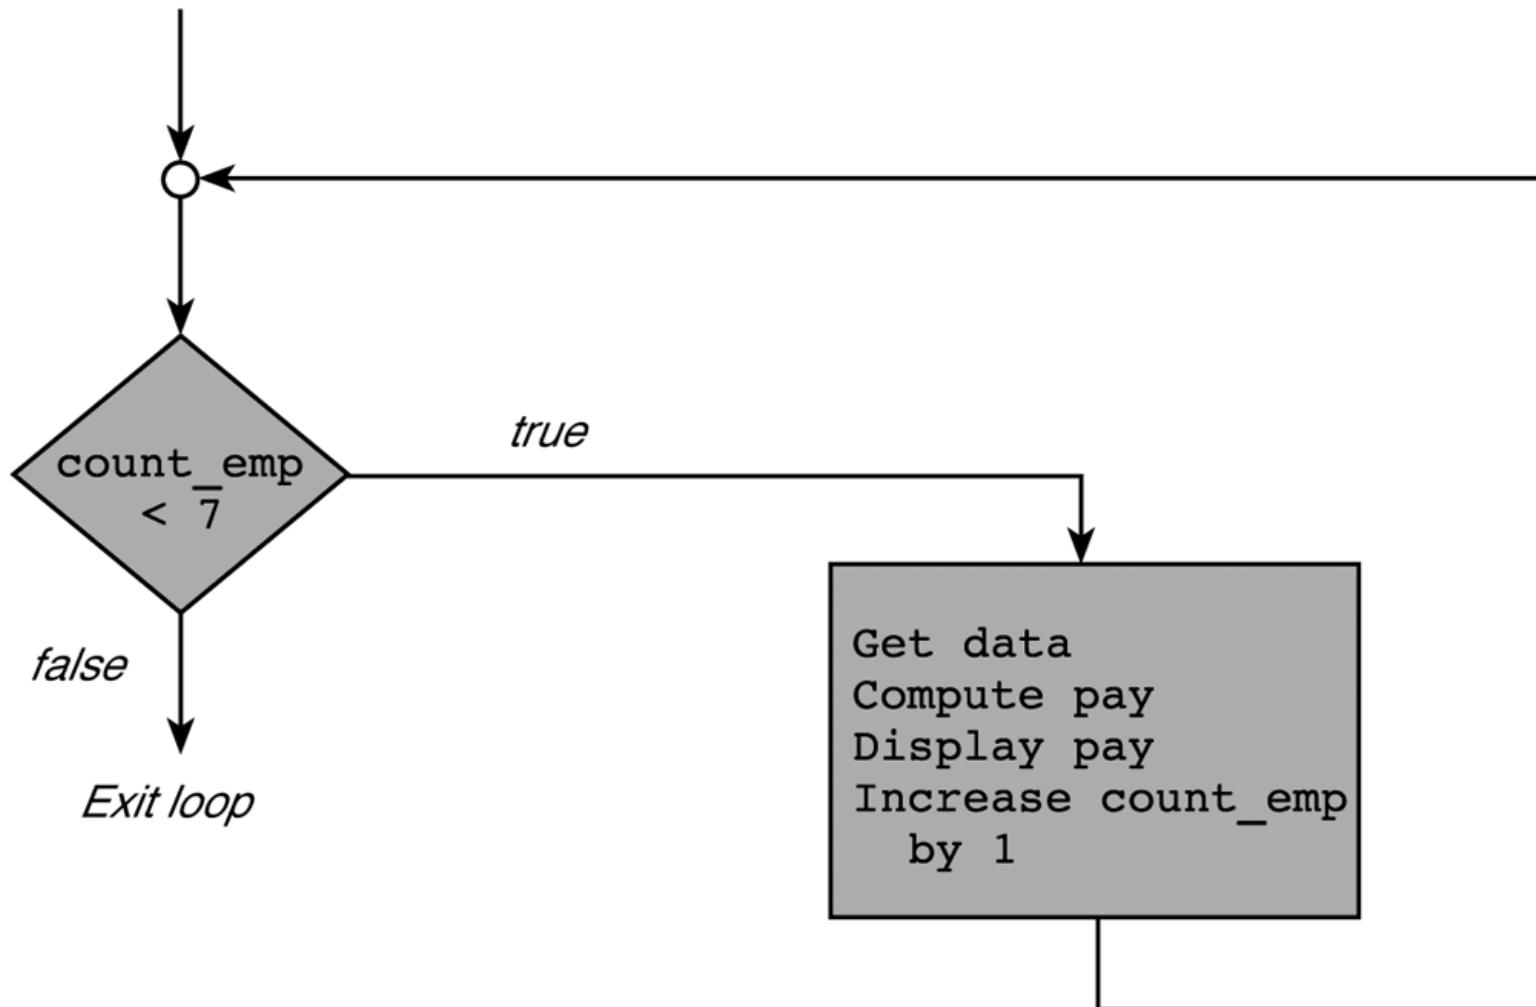 true
count_emp
< 7
false
Exit loop
Get data
Compute pay
Display pay
Increase count_emp
by 1